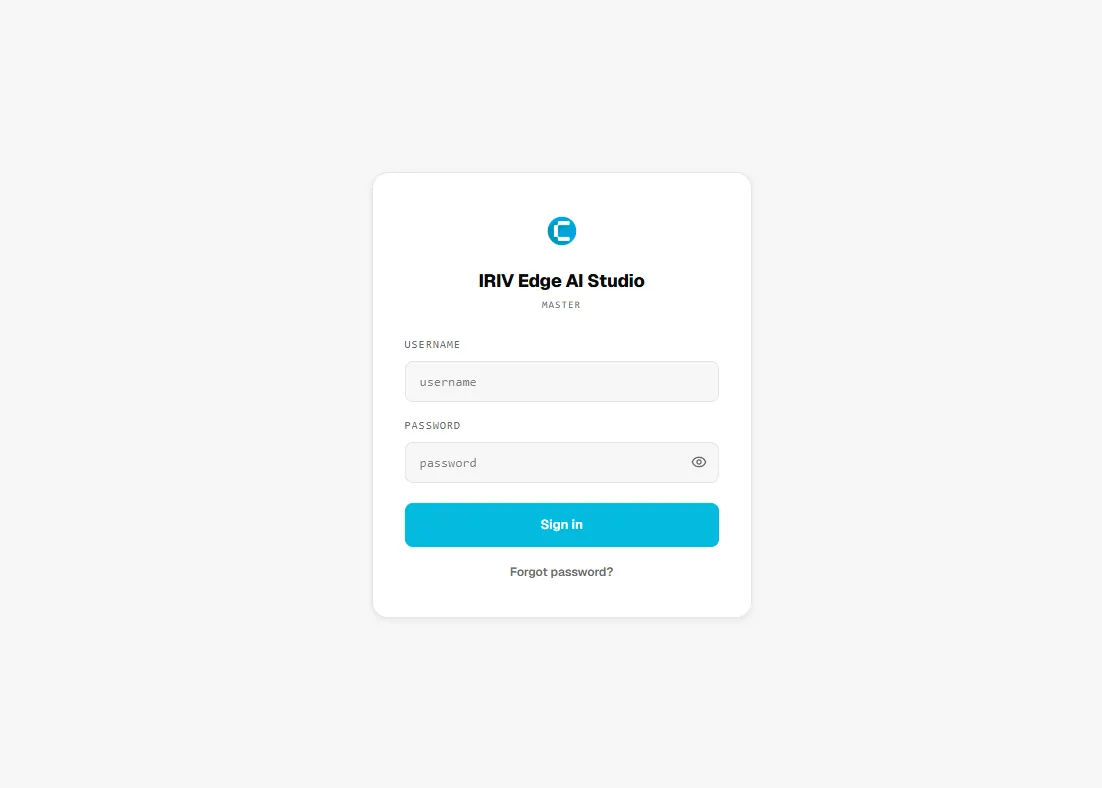 IRIV Edge AI Studio
MASTER
USERNAME
username
PASSWORD
password
Sign in
Forgot password?